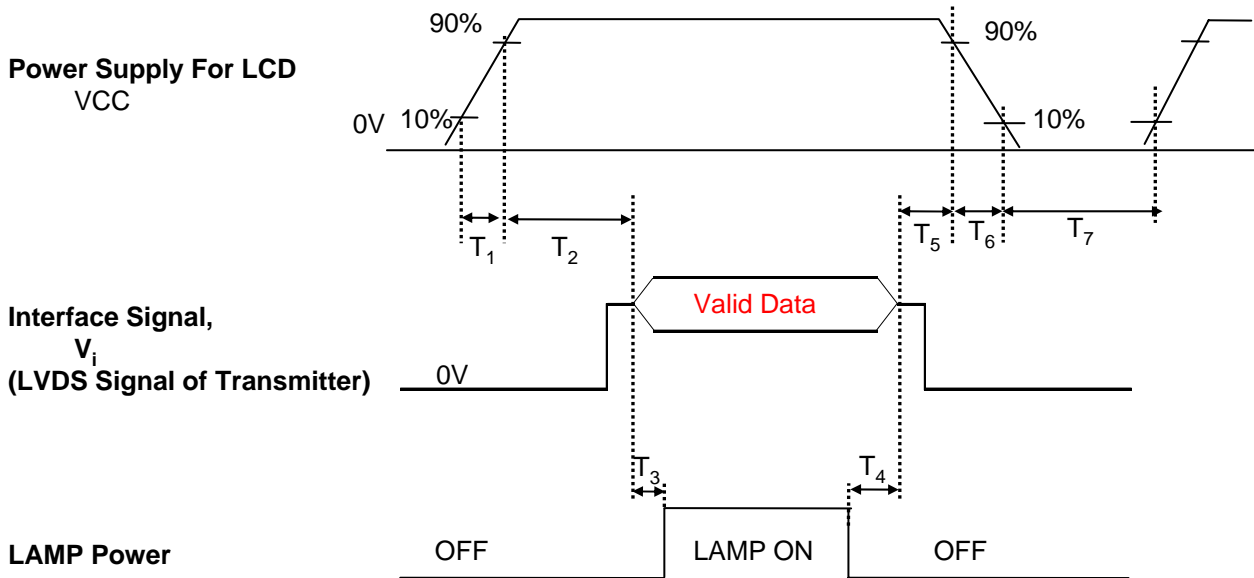 90%
90%
Power Supply For LCD
VCC
0V
10%
10%
T1
T2
T5
T6
T7
Interface Signal,
Vi
(LVDS Signal of Transmitter)
Valid Data
0V
T3
T4
LAMP Power
OFF
LAMP ON
OFF